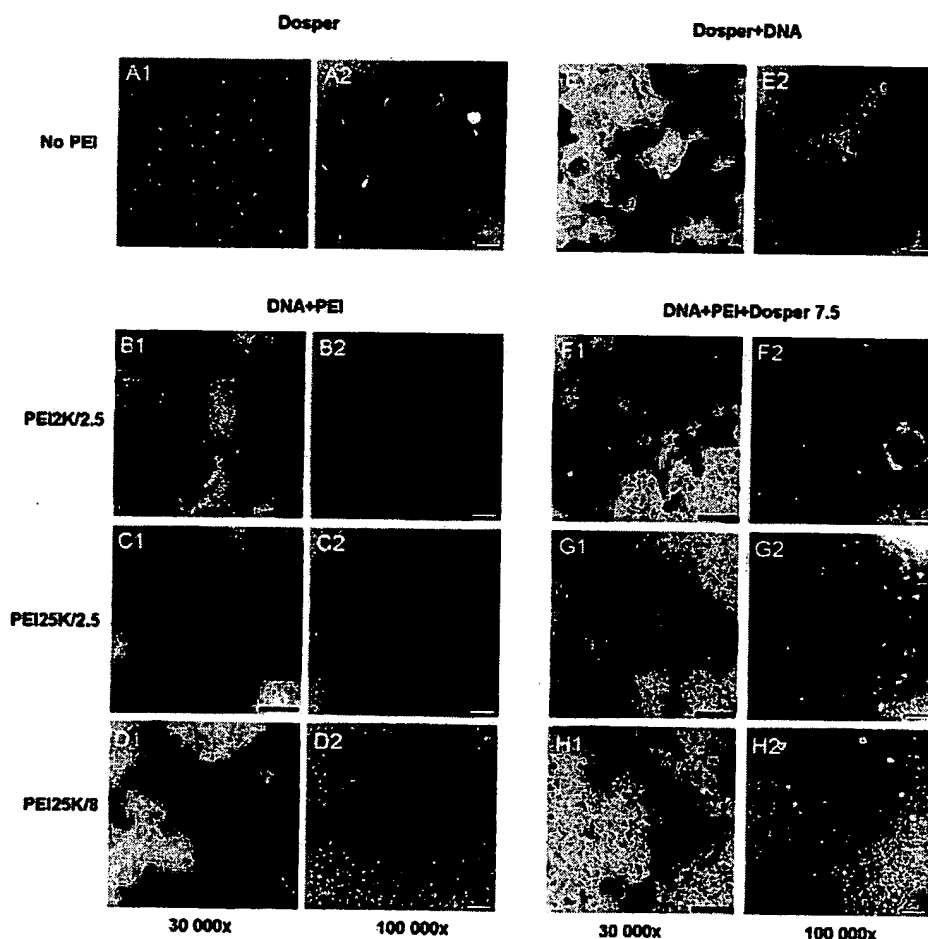 Dosper
Dosper+DNA
No PEI
A1
A2
E1
E2
DNA+PEI
DNA+PEI+Dosper 7.5
PEI2K/2.5
B1
B2
F1
F2
PEI25K/2.5
C1
C2
G1
G2
PEI25K/8
D1
D2
H1
H2
30 000x
100 000x
30 000x
100 000x